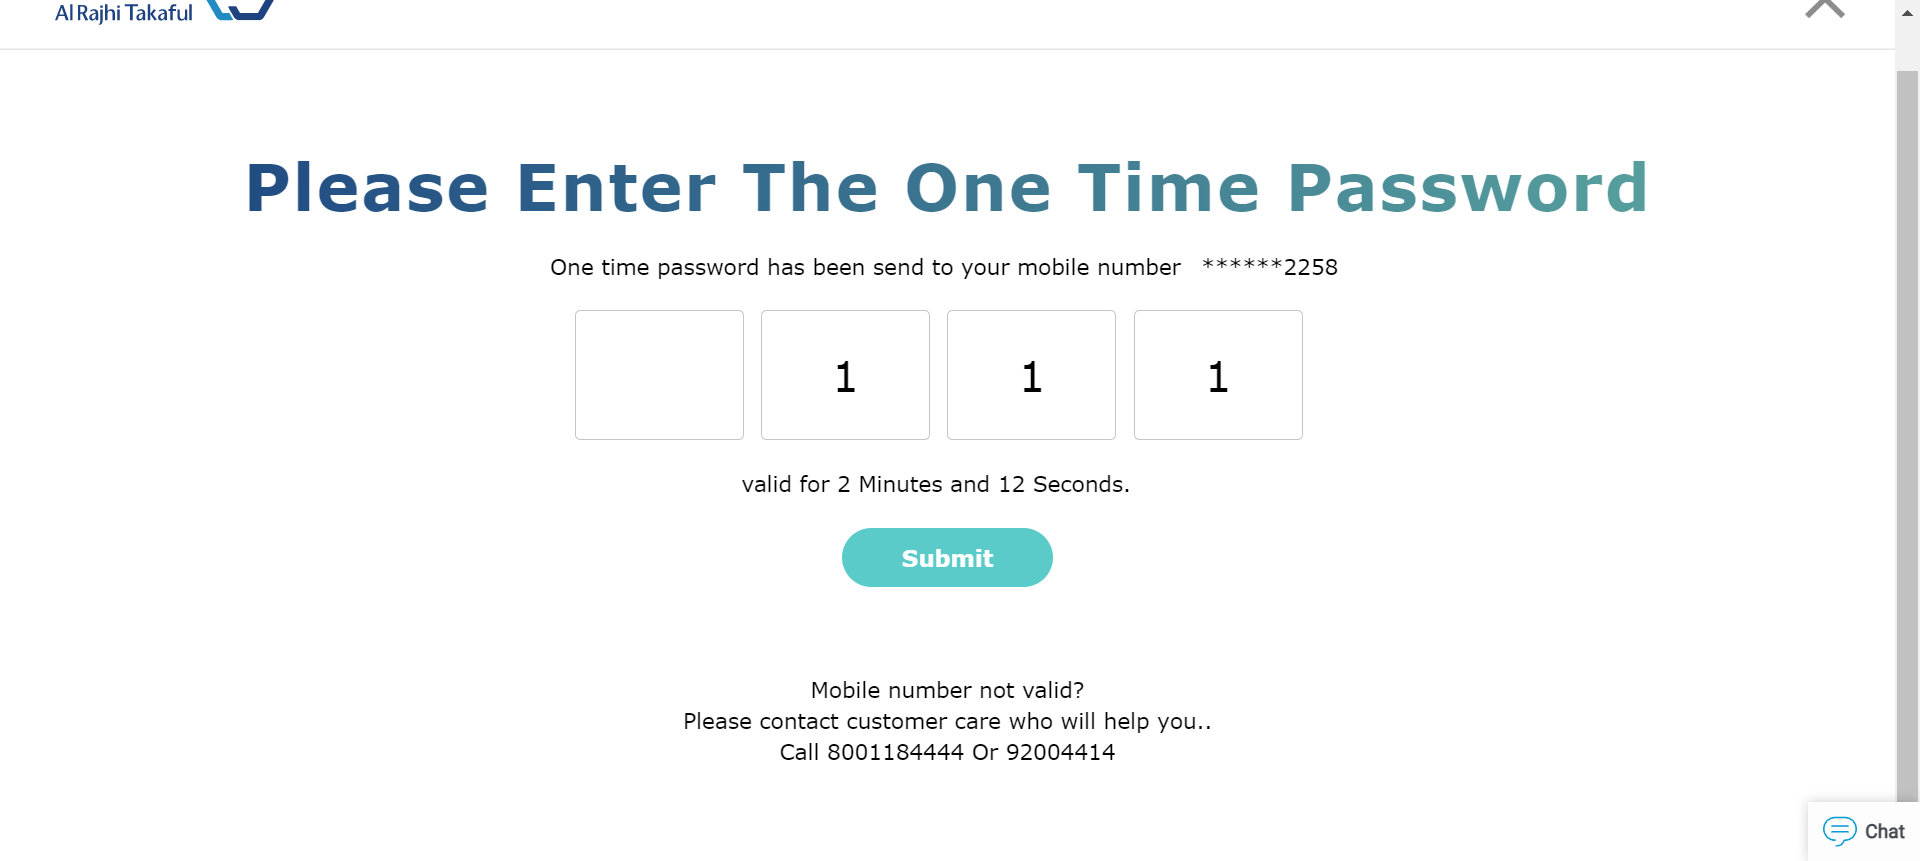 Al Rajhi Takaful
Please Enter The One Time Password
One time password has been send to your mobile number ******2258
1 1 1
valid for 2 Minutes and 12 Seconds.
Submit
Mobile number not valid?
Please contact customer care who will help you..
Call 8001184444 Or 92004414
Chat